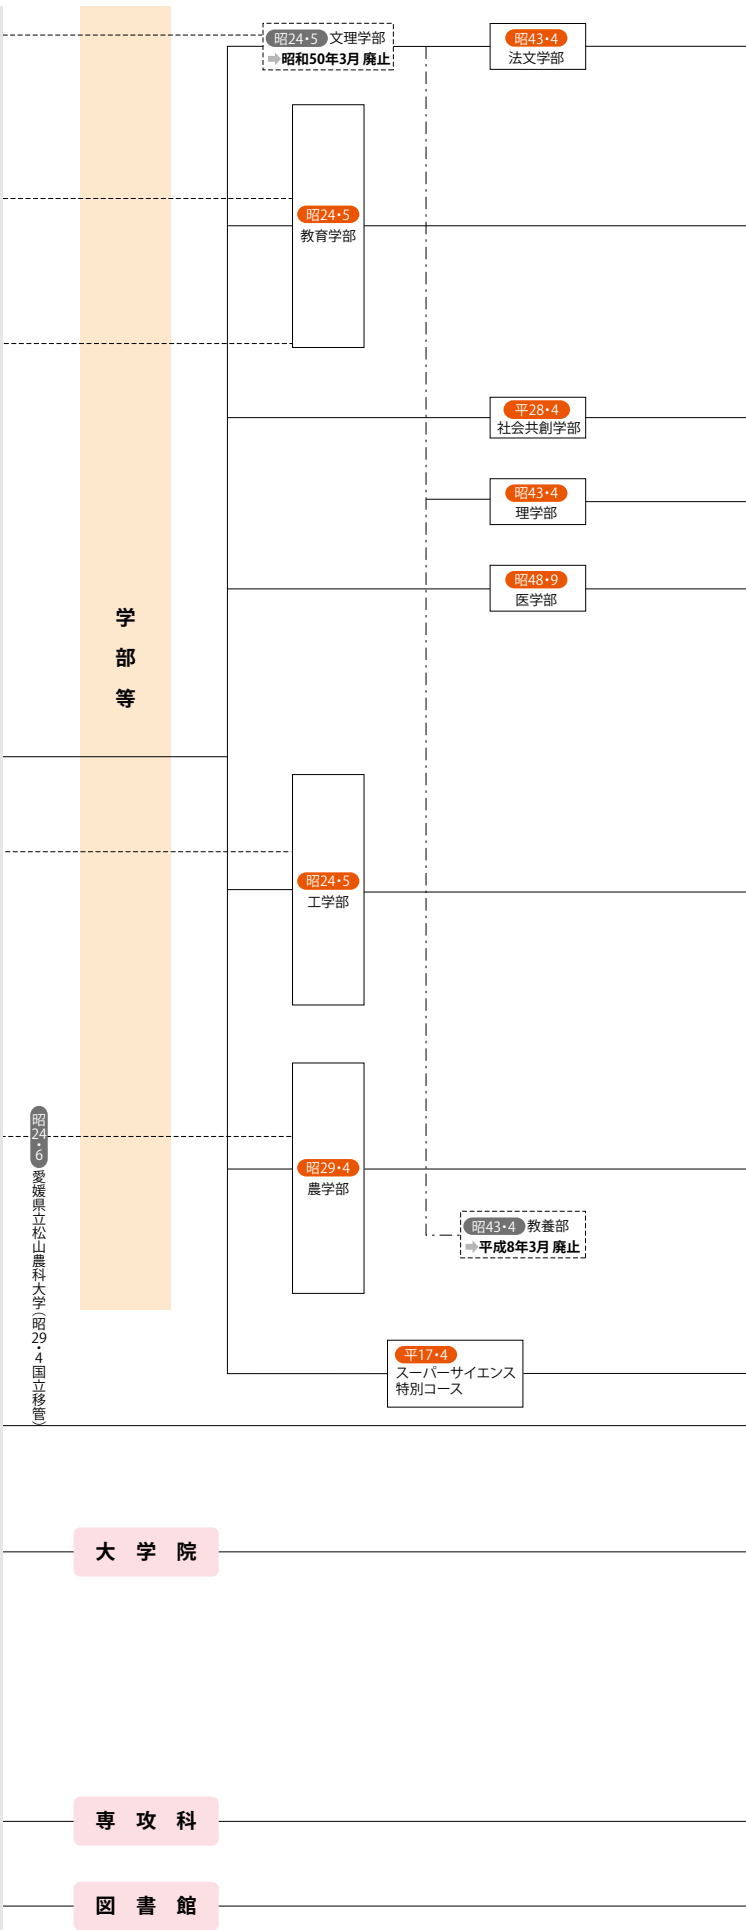 昭24・5 文理学部
➡昭和50年3月 廃止
昭43・4
法文学部
昭24・5
教育学部
平28・4
社会共創学部
昭43・4
理学部
昭48・9
医学部
学部等
昭24・5
工学部
昭24・6 愛媛県立松山農科大学(昭29・4国立移管)
昭29・4
農学部
昭43・4 教養部
➡平成8年3月 廃止
平17・4
スーパーサイエンス
特別コース
大 学 院
専 攻 科
図 書 館